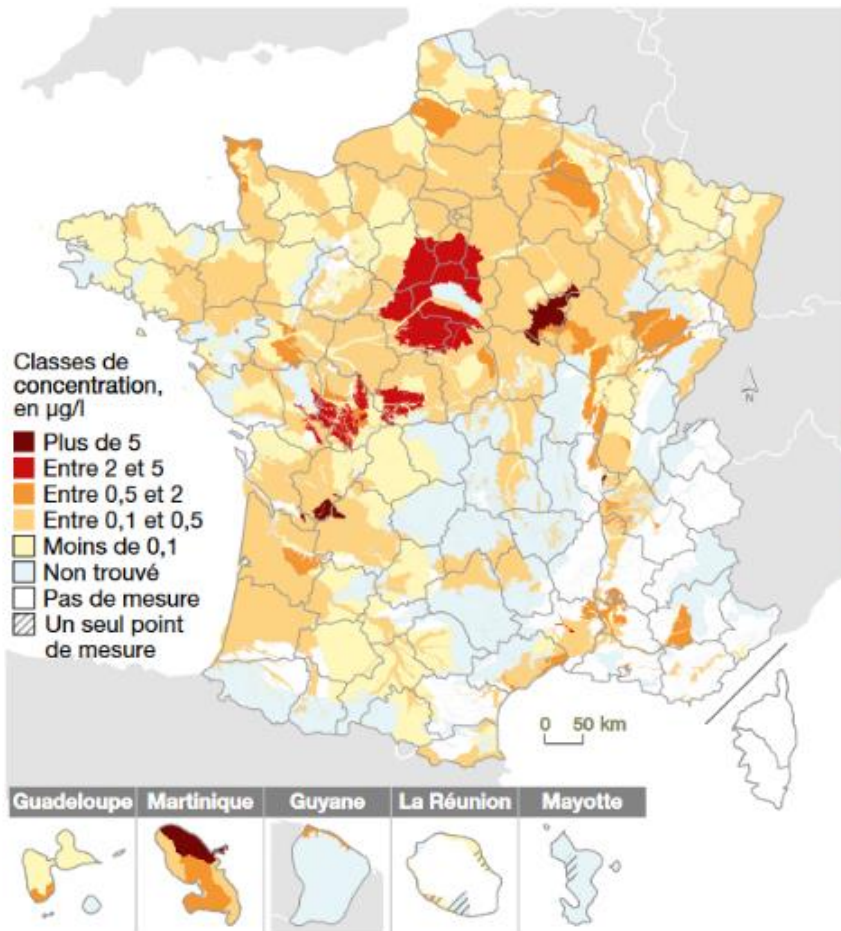 Classes de
concentration,
en µg/l
Plus de 5
Entre 2 et 5
Entre 0,5 et 2
Entre 0,1 et 0,5
Moins de 0,1
Non trouvé
Pas de mesure
Un seul point
de mesure
N
0 50 km
Guadeloupe Martinique Guyane La Réunion Mayotte